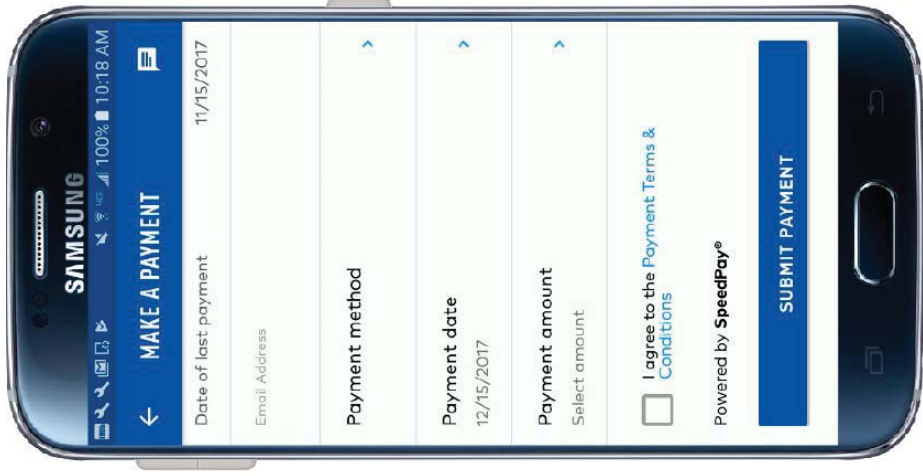 SAMSUNG
4G 100% 10:18 AM
MAKE A PAYMENT
Date of last payment 11/15/2017
Email Address
Payment method
Payment date
12/15/2017
Payment amount
Select amount
I agree to the Payment Terms &
Conditions
Powered by SpeedPay®
SUBMIT PAYMENT